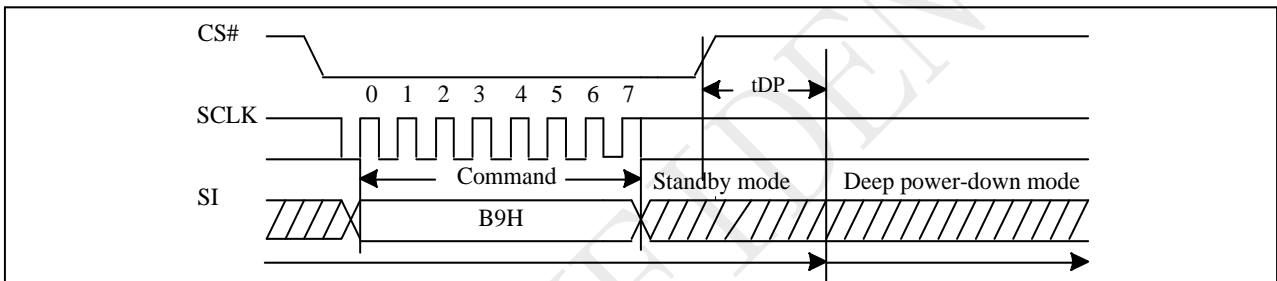 CS#
tDP
0 1 2 3 4 5 6 7
SCLK
Command
Standby mode
Deep power-down mode
SI
B9H